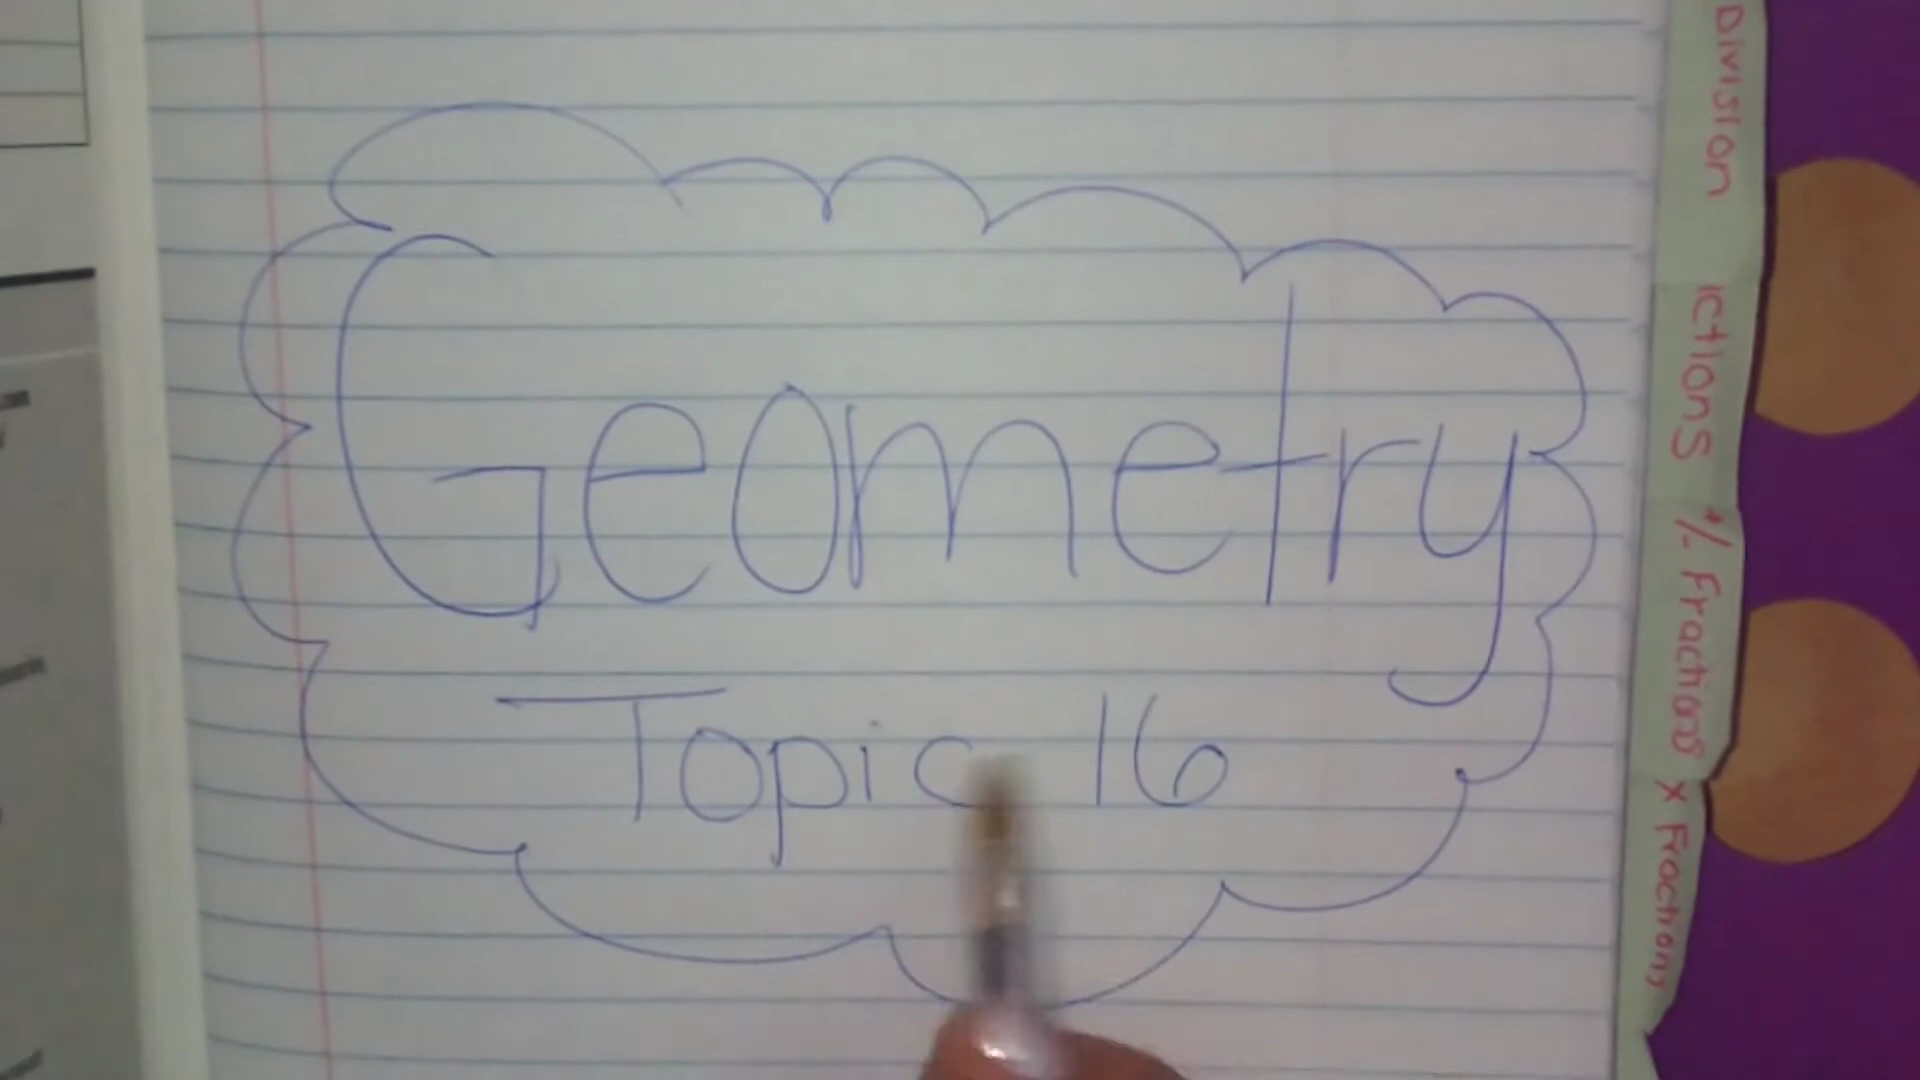 Geometry
Topic 16
Division
ictions
% Fractions
x Fractions